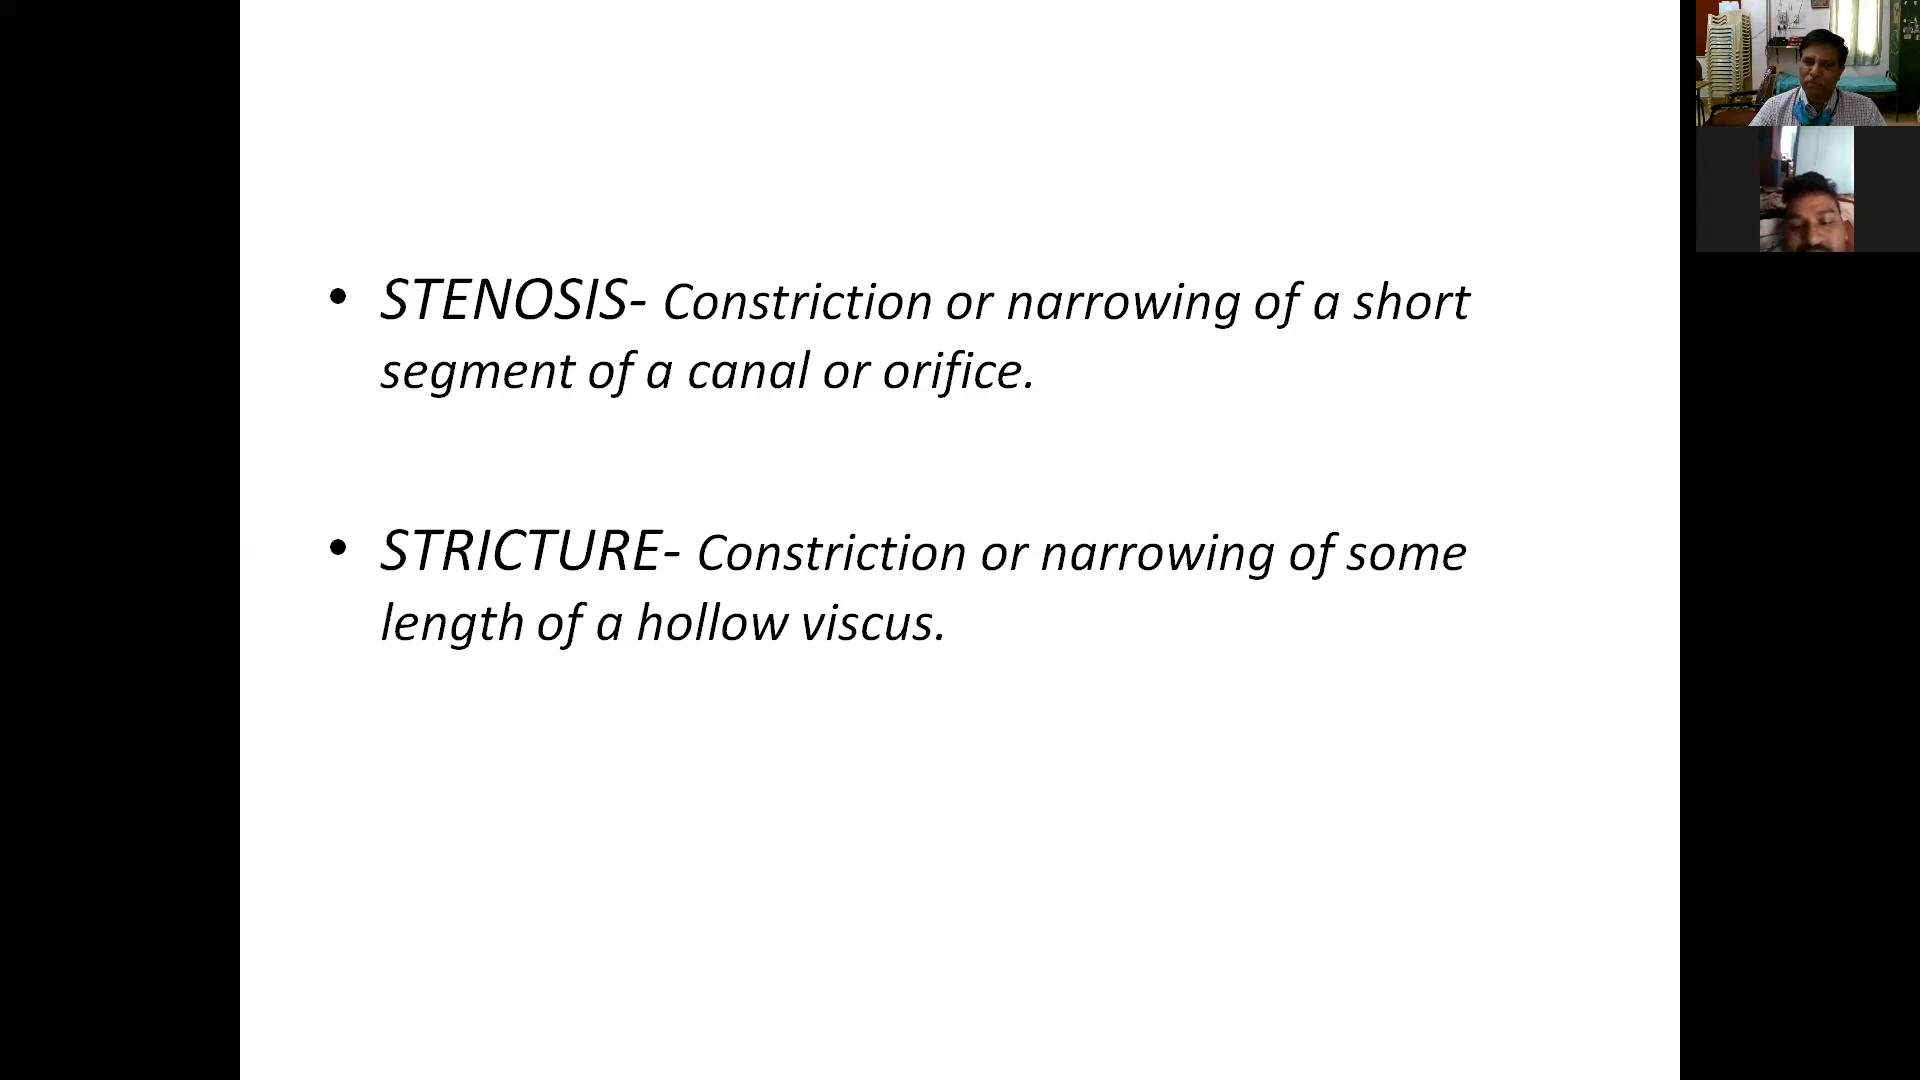 • STENOSIS- Constriction or narrowing of a short
segment of a canal or orifice.
• STRICTURE- Constriction or narrowing of some
length of a hollow viscus.